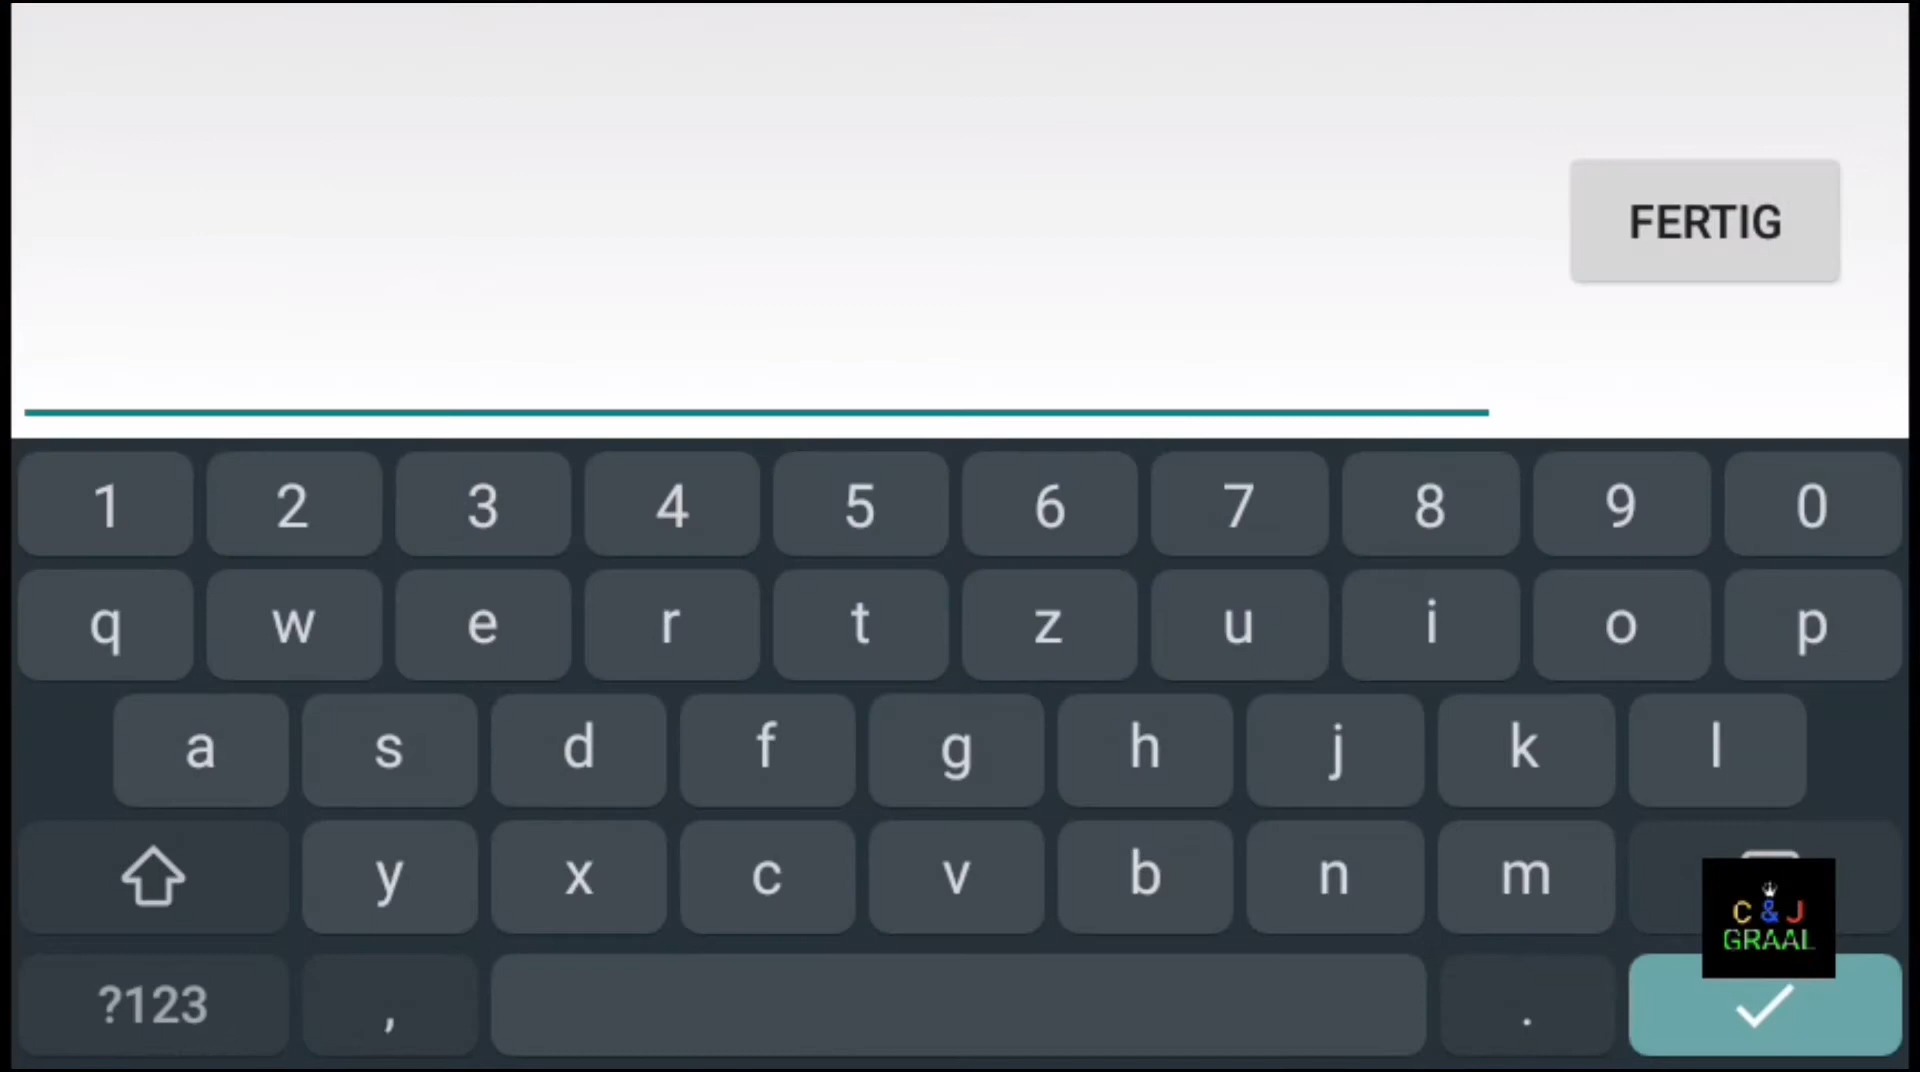 FERTIG
1 2 3 4 5 6 7 8 9 0
q w e r t z u i o p
a s d f g h j k l
y x c v b n m
C & J
GRAAL
?123 , .